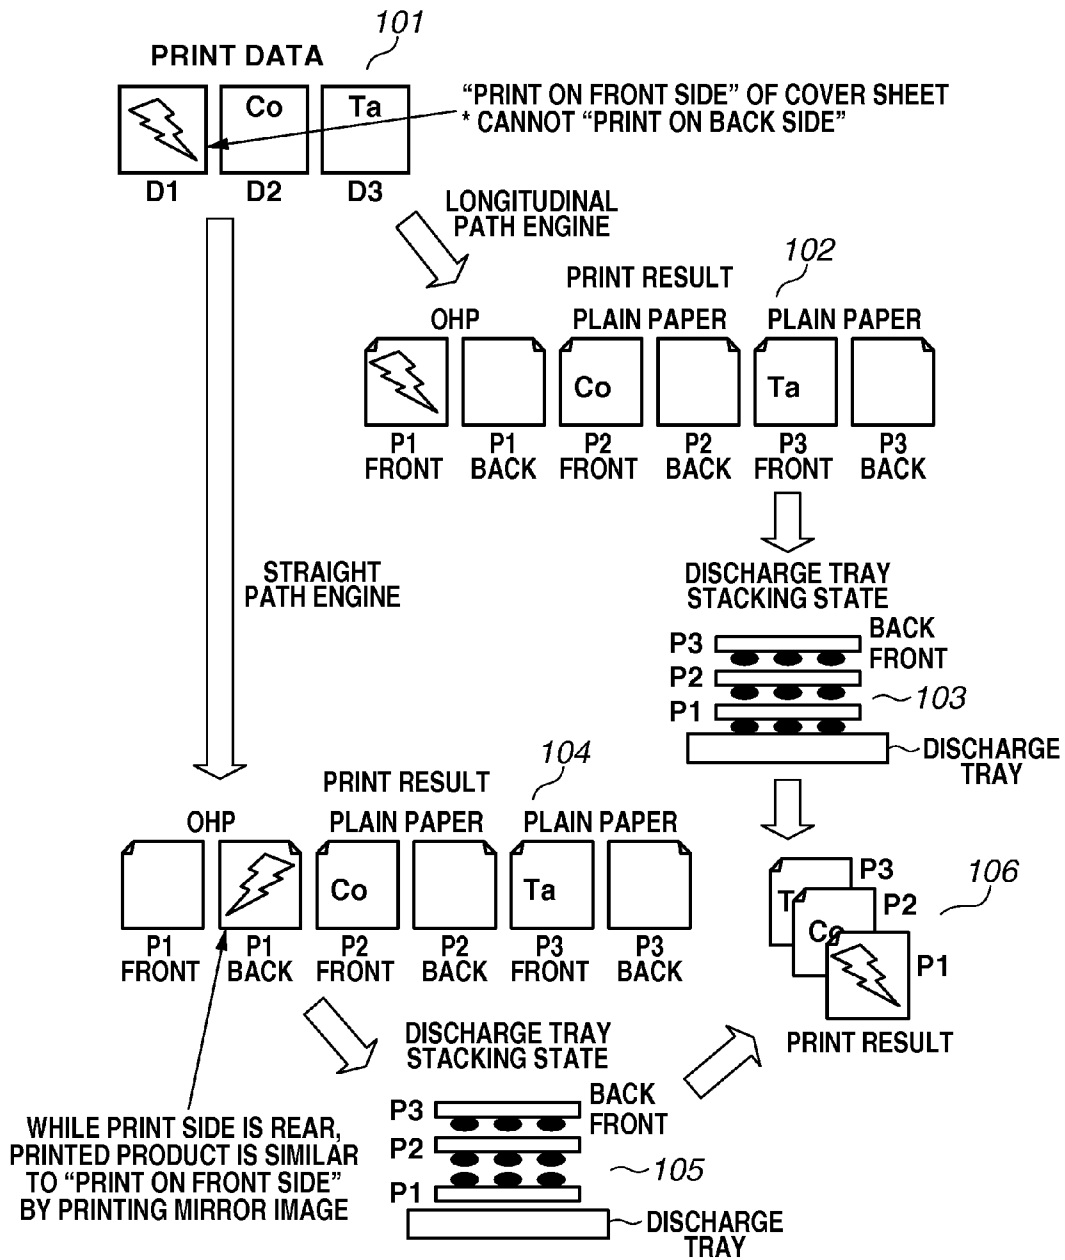 101
PRINT DATA
Co
Ta
"PRINT ON FRONT SIDE" OF COVER SHEET
* CANNOT "PRINT ON BACK SIDE"
D1
D2
D3
LONGITUDINAL
PATH ENGINE
102
PRINT RESULT
OHP
PLAIN PAPER
PLAIN PAPER
Co
Ta
P1
FRONT
P1
BACK
P2
FRONT
P2
BACK
P3
FRONT
P3
BACK
STRAIGHT
PATH ENGINE
DISCHARGE TRAY
STACKING STATE
P3
BACK
FRONT
P2
103
P1
DISCHARGE
TRAY
104
PRINT RESULT
OHP
PLAIN PAPER
PLAIN PAPER
Co
Ta
P1
FRONT
P1
BACK
P2
FRONT
P2
BACK
P3
FRONT
P3
BACK
P3
106
T
P2
Co
P1
PRINT RESULT
DISCHARGE TRAY
STACKING STATE
P3
BACK
FRONT
P2
105
P1
DISCHARGE
TRAY
WHILE PRINT SIDE IS REAR,
PRINTED PRODUCT IS SIMILAR
TO "PRINT ON FRONT SIDE"
BY PRINTING MIRROR IMAGE